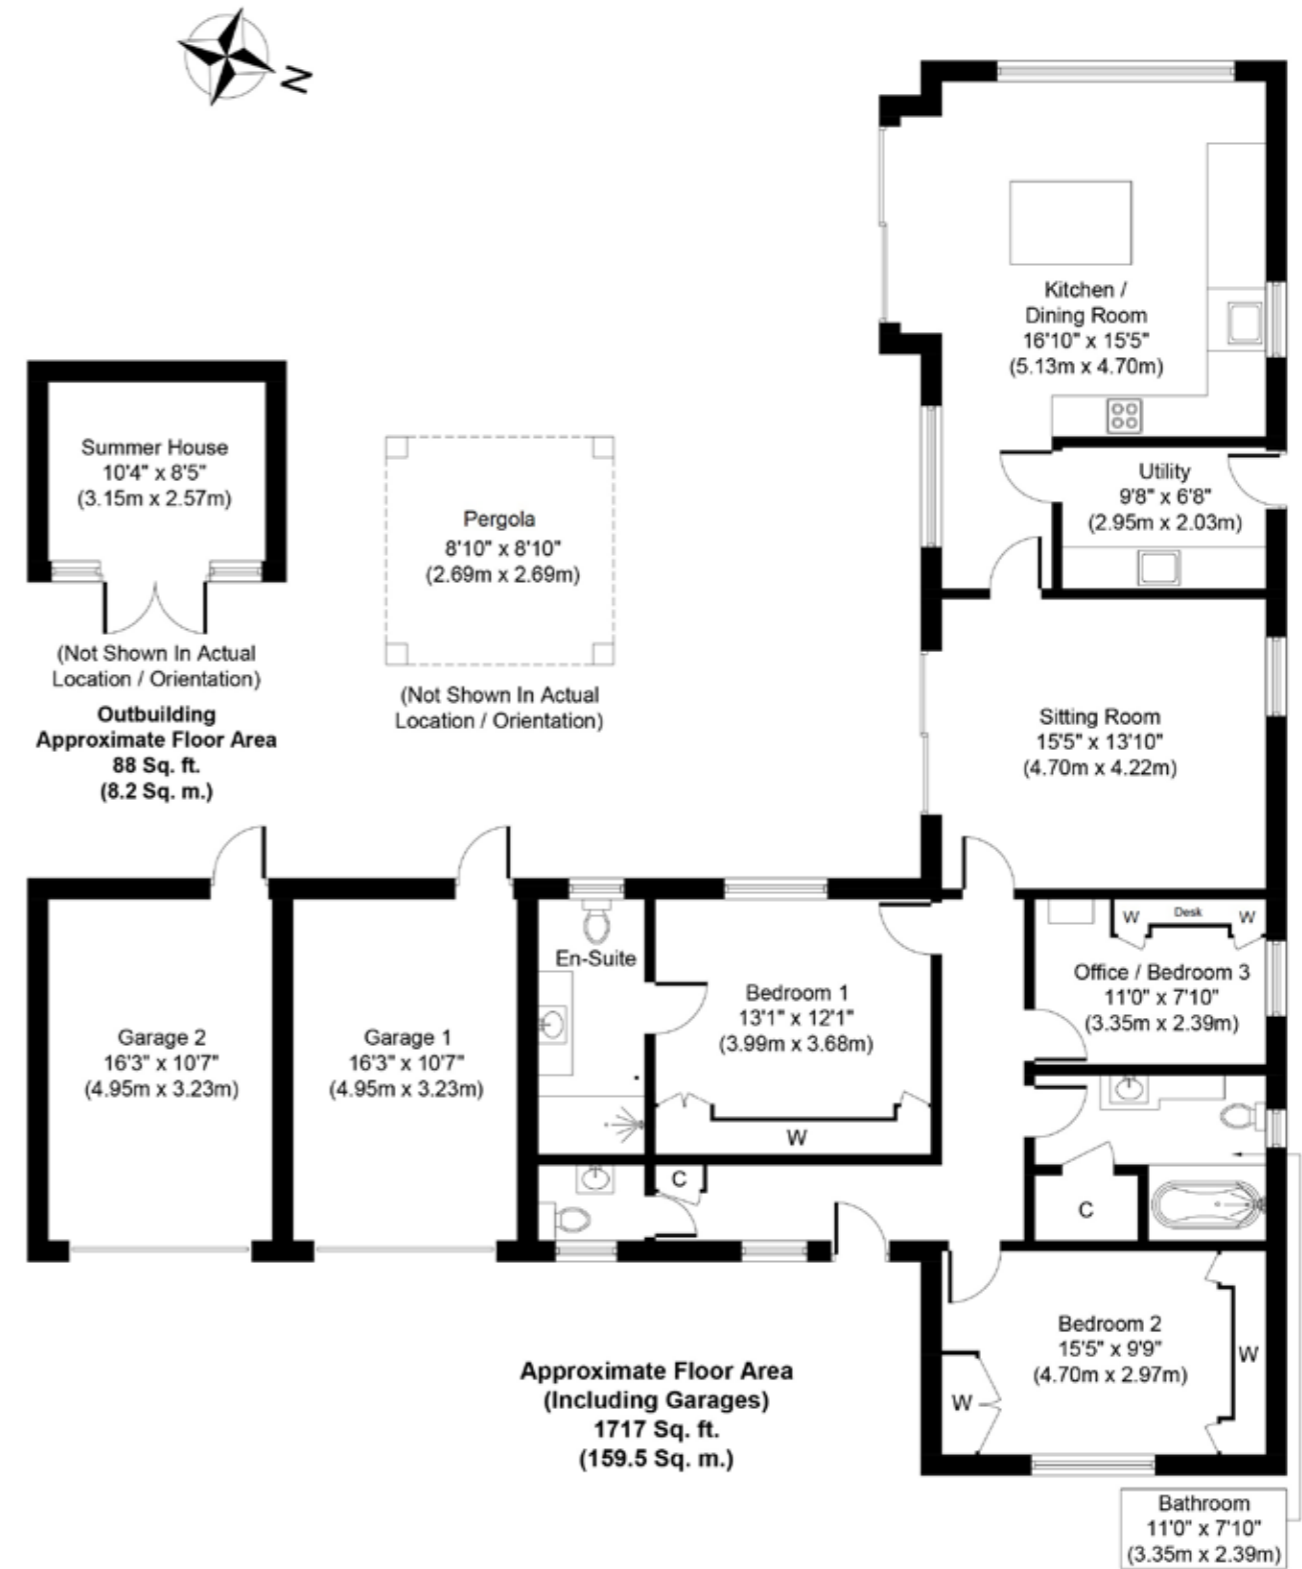 N
Kitchen /
Dining Room
16'10" x 15'5"
(5.13m x 4.70m)
Summer House
10'4" x 8'5"
(3.15m x 2.57m)
(Not Shown In Actual
Location / Orientation)
Outbuilding
Approximate Floor Area
88 Sq. ft.
(8.2 Sq. m.)
Pergola
8'10" x 8'10"
(2.69m x 2.69m)
(Not Shown In Actual
Location / Orientation)
Utility
9'8" x 6'8"
(2.95m x 2.03m)
Sitting Room
15'5" x 13'10"
(4.70m x 4.22m)
Garage 2
16'3" x 10'7"
(4.95m x 3.23m)
Garage 1
16'3" x 10'7"
(4.95m x 3.23m)
En-Suite
Bedroom 1
13'1" x 12'1"
(3.99m x 3.68m)
W
W
Desk
W
Office / Bedroom 3
11'0" x 7'10"
(3.35m x 2.39m)
C
C
Bedroom 2
15'5" x 9'9"
(4.70m x 2.97m)
W
W
Approximate Floor Area
(Including Garages)
1717 Sq. ft.
(159.5 Sq. m.)
Bathroom
11'0" x 7'10"
(3.35m x 2.39m)